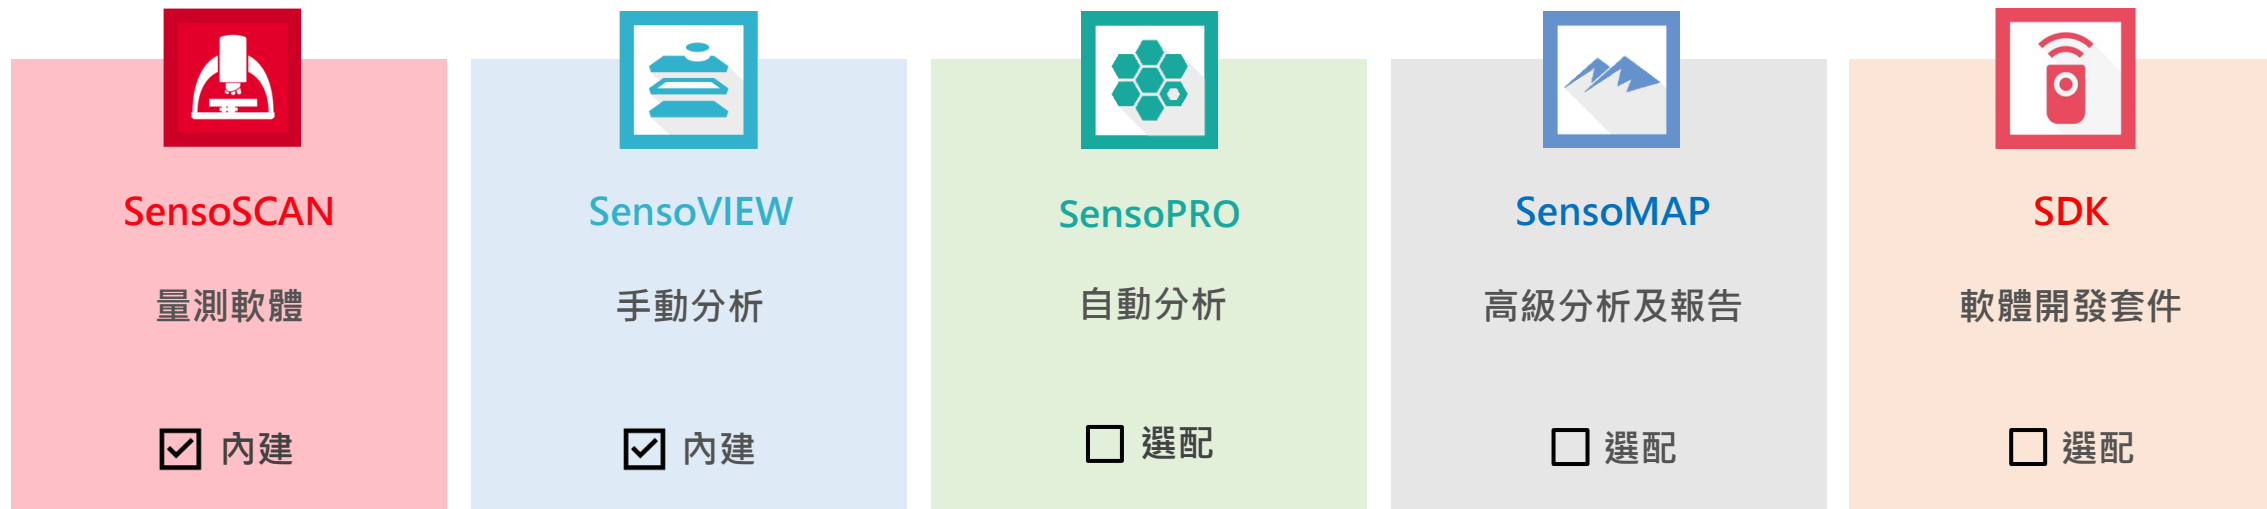 SensoSCAN
量測軟體
內建
SensoVIEW
手動分析
內建
SensoPRO
自動分析
選配
SensoMAP
高級分析及報告
選配
SDK
軟體開發套件
選配